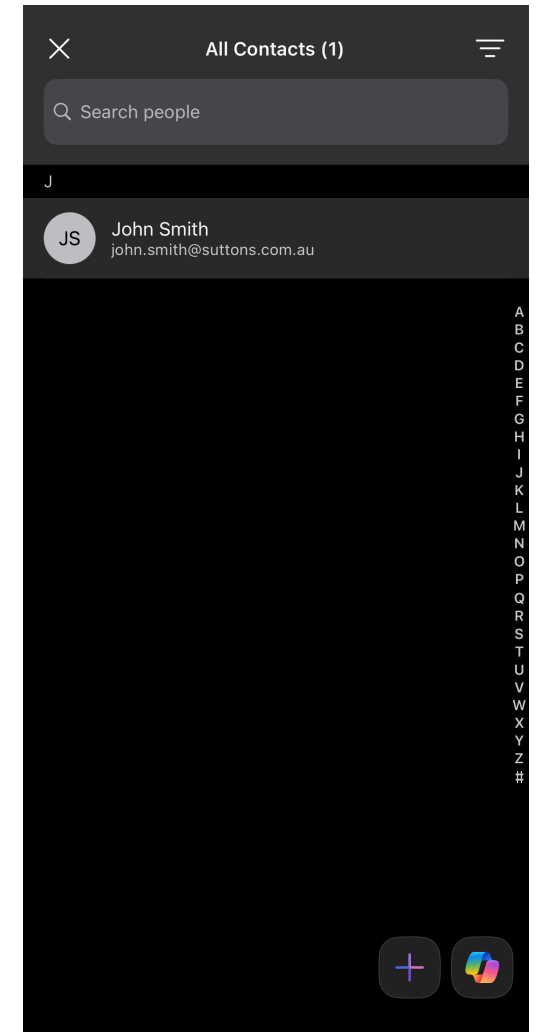 All Contacts (1)
Search people
J
JS
John Smith
john.smith@suttons.com.au
A
B
C
D
E
F
G
H
I
J
K
L
M
N
O
P
Q
R
S
T
U
V
W
X
Y
Z
#